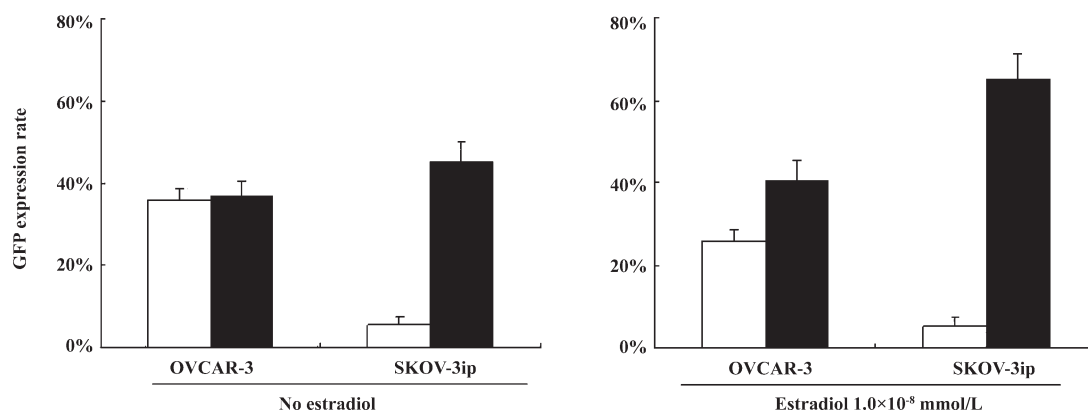 GFP expression rate
80%
60%
40%
20%
0%
OVCAR-3 SKOV-3ip
No estradiol
80%
60%
40%
20%
0%
OVCAR-3 SKOV-3ip
Estradiol 1.0×10⁻⁸ mmol/L